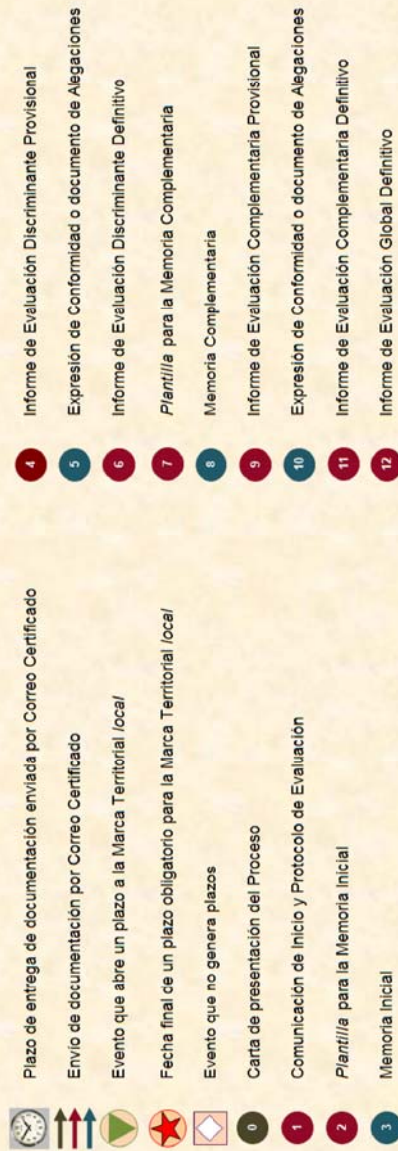 Plazo de entrega de documentación enviada por Correo Certificado
Envío de documentación por Correo Certificado
Evento que abre un plazo a la Marca Territorial local
Fecha final de un plazo obligatorio para la Marca Territorial local
Evento que no genera plazos
0 Carta de presentación del Proceso
1 Comunicación de Inicio y Protocolo de Evaluación
2 Plantilla para la Memoria Inicial
3 Memoria Inicial
4 Informe de Evaluación Discriminante Provisional
5 Expresión de Conformidad o documento de Alegaciones
6 Informe de Evaluación Discriminante Definitivo
7 Plantilla para la Memoria Complementaria
8 Memoria Complementaria
9 Informe de Evaluación Complementaria Provisional
10 Expresión de Conformidad o documento de Alegaciones
11 Informe de Evaluación Complementaria Definitivo
12 Informe de Evaluación Global Definitivo